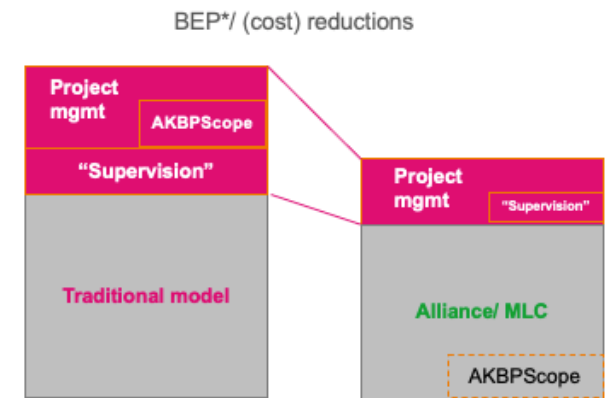 BEP*/ (cost) reductions
Project
mgmt
AKBPScope
“Supervision”
Traditional model
Project
mgmt
"Supervision"
Alliance/ MLC
AKBPScope